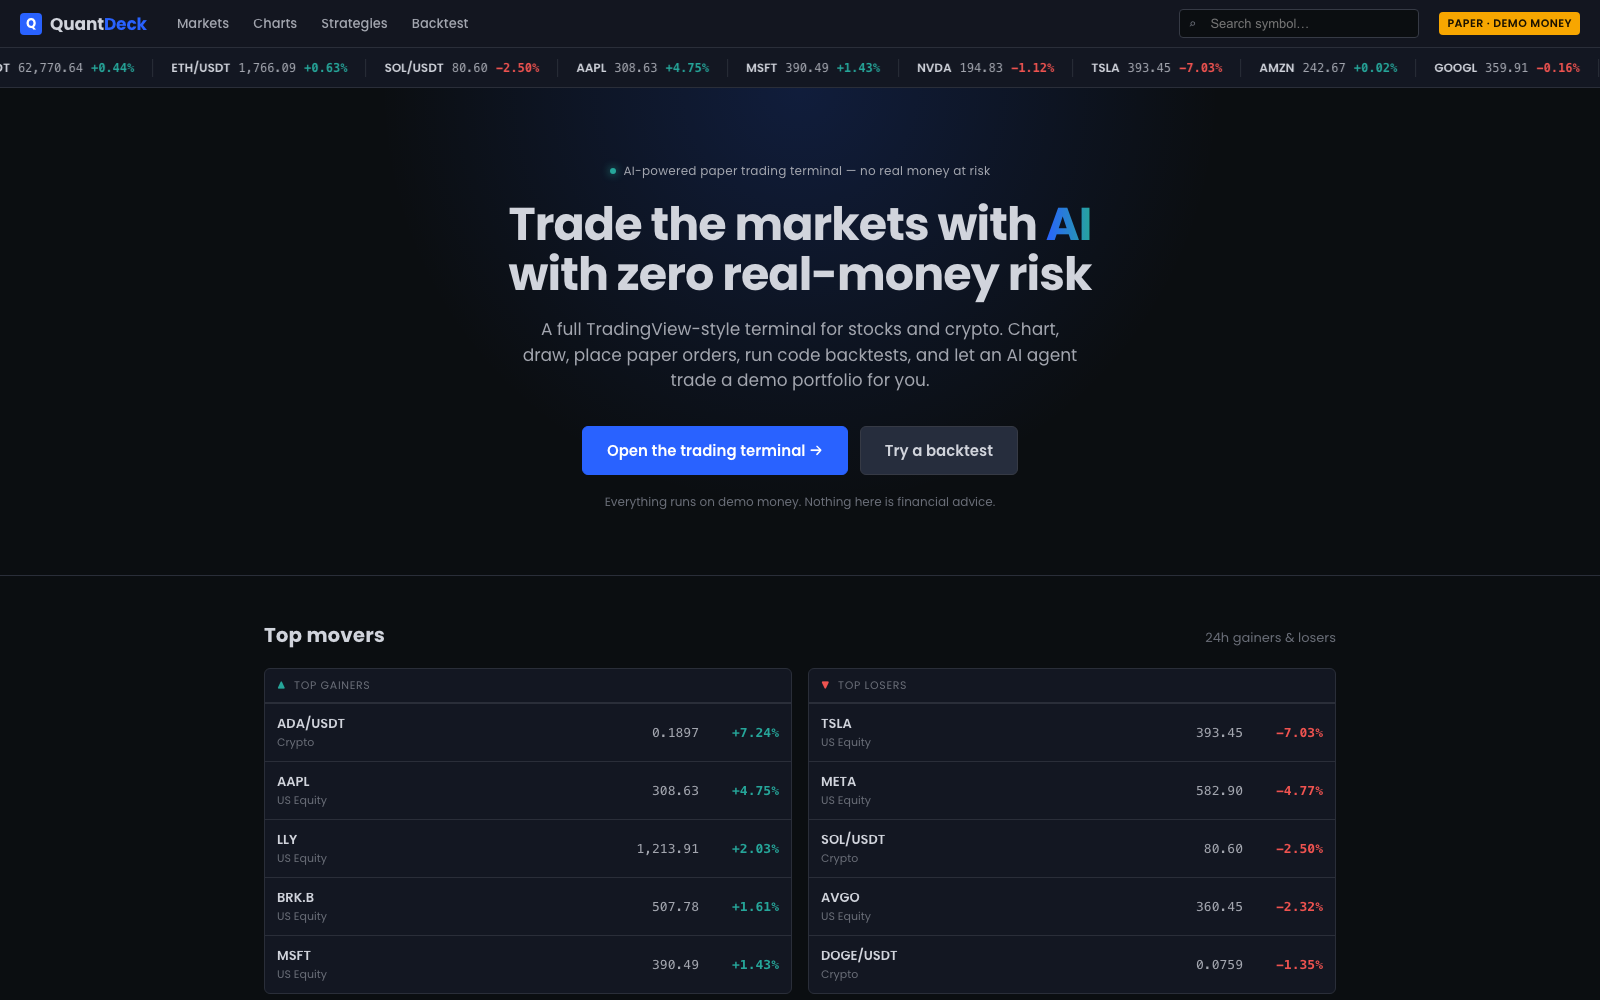 Q QuantDeck Markets Charts Strategies Backtest Search symbol... PAPER · DEMO MONEY
DT 62,770.64 +0.44% ETH/USDT 1,766.09 +0.63% SOL/USDT 80.60 −2.50% AAPL 308.63 +4.75% MSFT 390.49 +1.43% NVDA 194.83 −1.12% TSLA 393.45 −7.03% AMZN 242.67 +0.02% GOOGL 359.91 −0.16%
AI-powered paper trading terminal — no real money at risk
Trade the markets with AI
with zero real-money risk
A full TradingView-style terminal for stocks and crypto. Chart,
draw, place paper orders, run code backtests, and let an AI agent
trade a demo portfolio for you.
Open the trading terminal → Try a backtest
Everything runs on demo money. Nothing here is financial advice.
Top movers 24h gainers & losers
▲ TOP GAINERS
ADA/USDT 0.1897 +7.24%
Crypto
AAPL 308.63 +4.75%
US Equity
LLY 1,213.91 +2.03%
US Equity
BRK.B 507.78 +1.61%
US Equity
MSFT 390.49 +1.43%
US Equity
▼ TOP LOSERS
TSLA 393.45 −7.03%
US Equity
META 582.90 −4.77%
US Equity
SOL/USDT 80.60 −2.50%
Crypto
AVGO 360.45 −2.32%
US Equity
DOGE/USDT 0.0759 −1.35%
Crypto